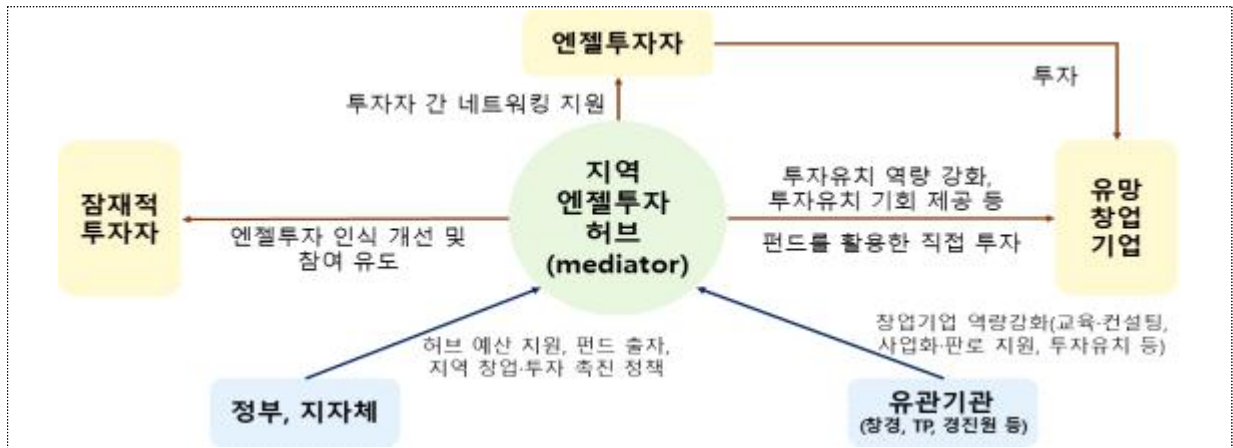 엔젤투자자
투자
투자자 간 네트워킹 지원
잠재적
투자자
지역
엔젤투자
허브
(mediator)
투자유치 역량 강화,
투자유치 기회 제공 등
유망
창업
기업
엔젤투자 인식 개선 및
참여 유도
펀드를 활용한 직접 투자
허브 예산 지원, 펀드 출자,
지역 창업·투자 촉진 정책
창업기업 역량강화(교육·컨설팅,
사업화·판로 지원, 투자유치 등)
정부, 지자체
유관기관
(창경, TP, 경진원 등)